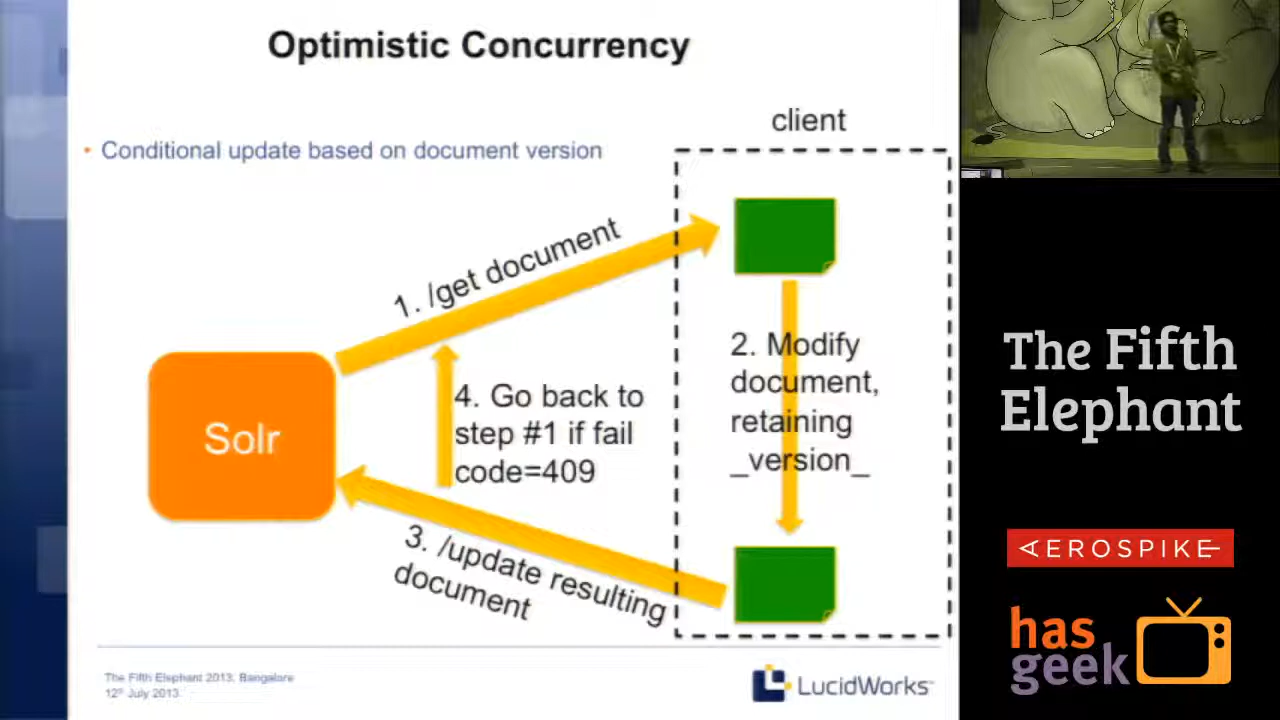 Optimistic Concurrency
client
• Conditional update based on document version
1. /get document
2. Modify
document,
retaining
_version_
4. Go back to
step #1 if fail
code=409
Solr
3. /update resulting
document
The Fifth Elephant 2013, Bangalore
12th July 2013
LucidWorks
The Fifth
Elephant
AEROSPIKE
has
geek